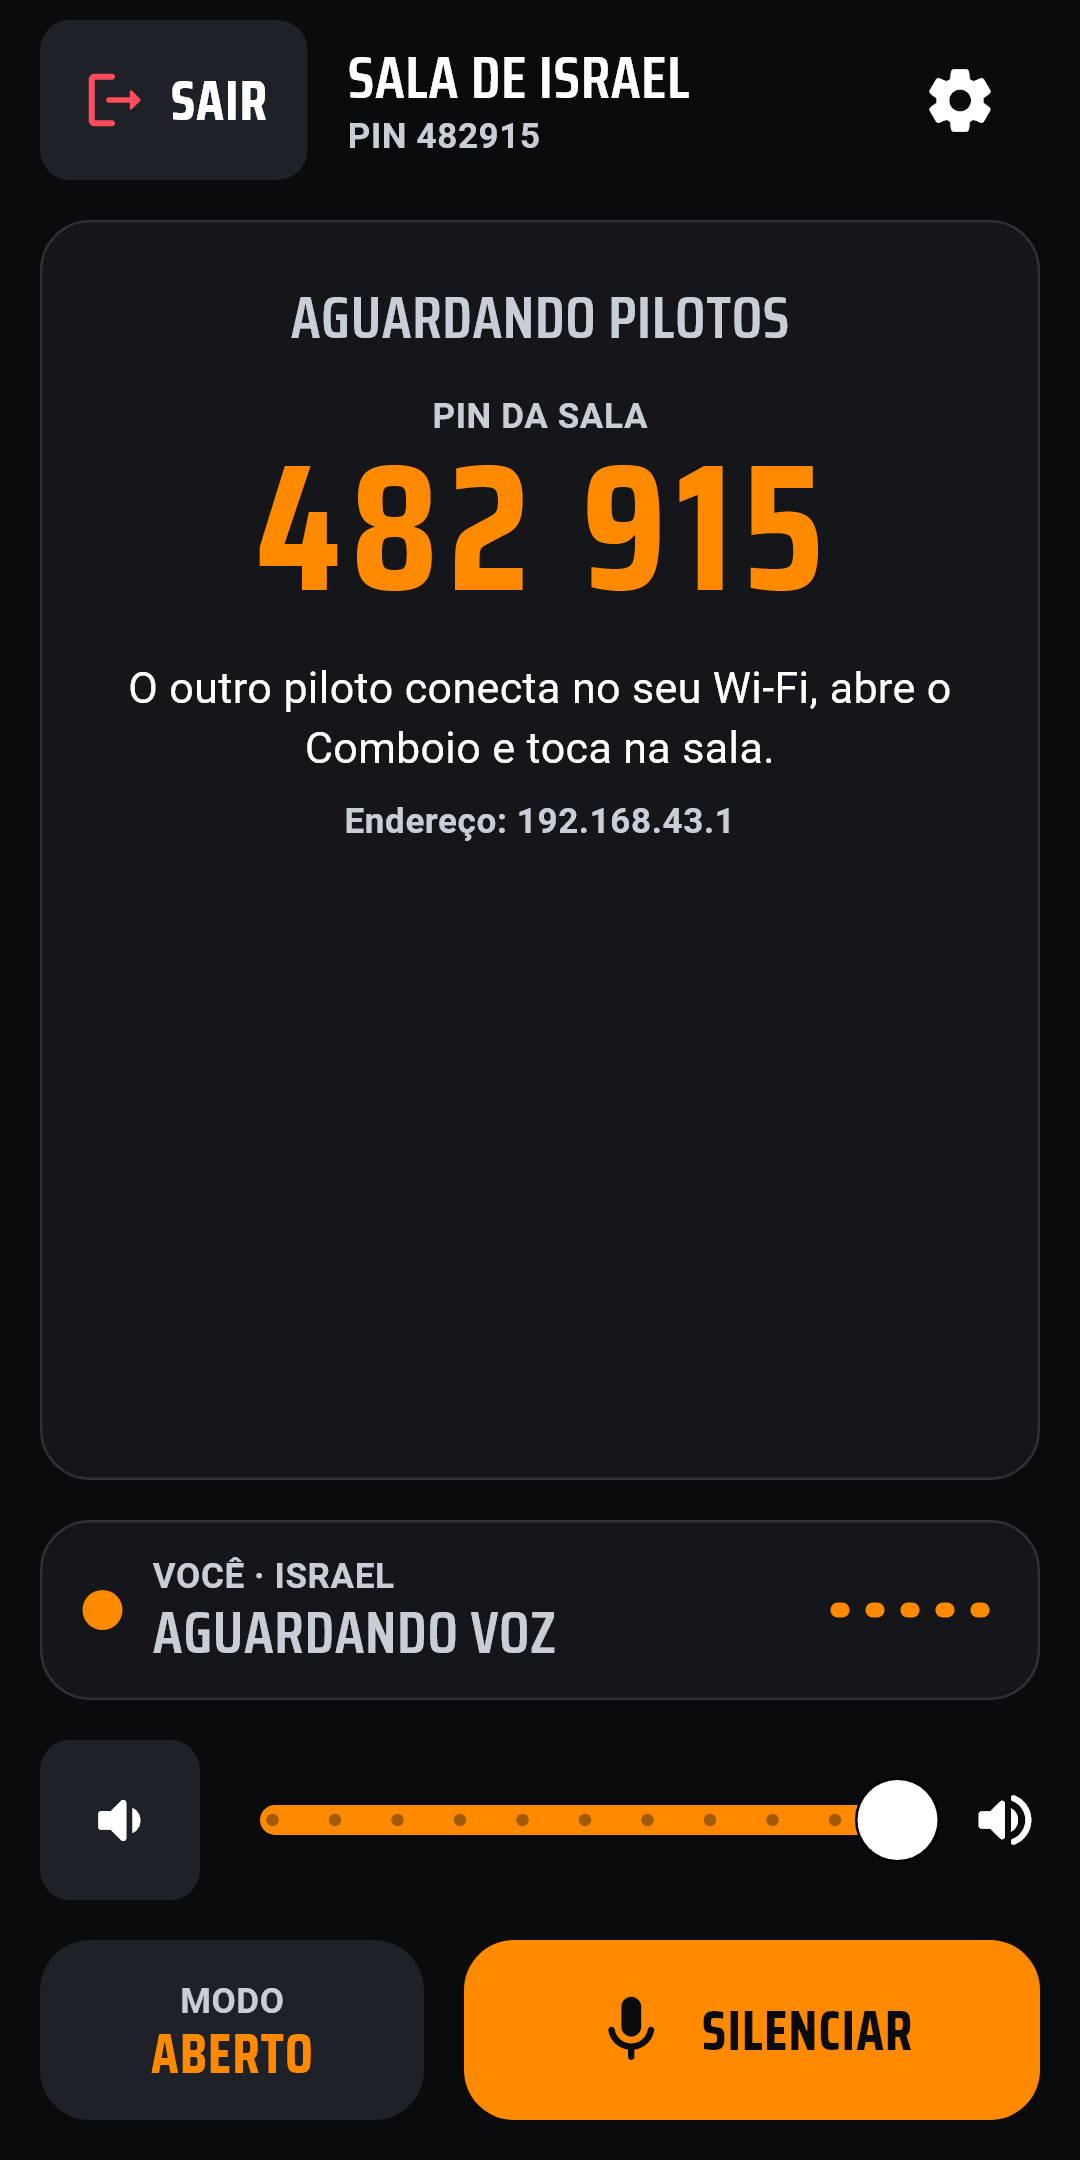 SAIR
SALA DE ISRAEL
PIN 482915
AGUARDANDO PILOTOS
PIN DA SALA
482 915
O outro piloto conecta no seu Wi-Fi, abre o
Comboio e toca na sala.
Endereço: 192.168.43.1
VOCÊ · ISRAEL
AGUARDANDO VOZ
MODO
ABERTO
SILENCIAR